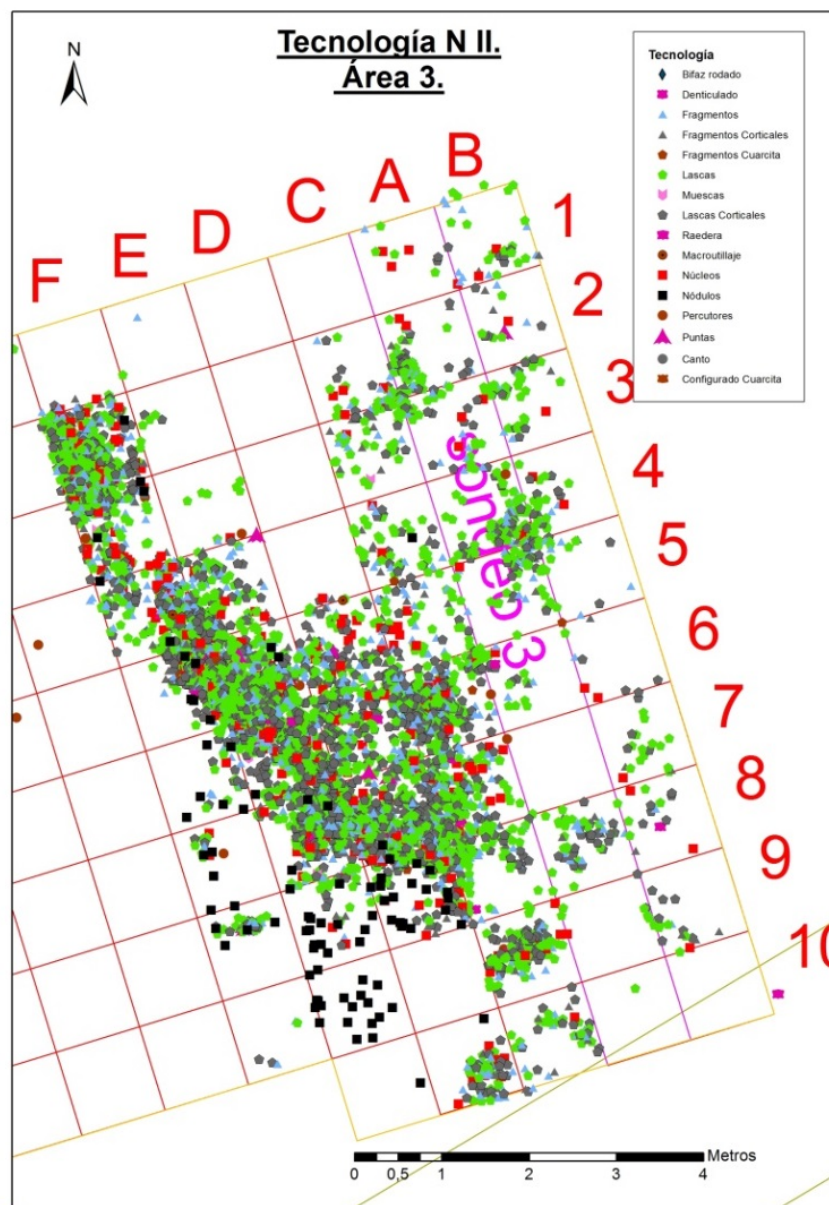 Tecnología N II.
Área 3.
N
Tecnología
Bifaz rodado
Denticulado
Fragmentos
Fragmentos Corticales
Fragmentos Cuarcita
Lascas
Muescas
Lascas Corticales
Raedera
Macroutillaje
Núcleos
Nódulos
Percutores
Puntas
Canto
Configurado Cuarcita
F E D C A B
1
2
3
4
5
6
7
8
9
10
sondeo 3
Metros
0 0,5 1 2 3 4